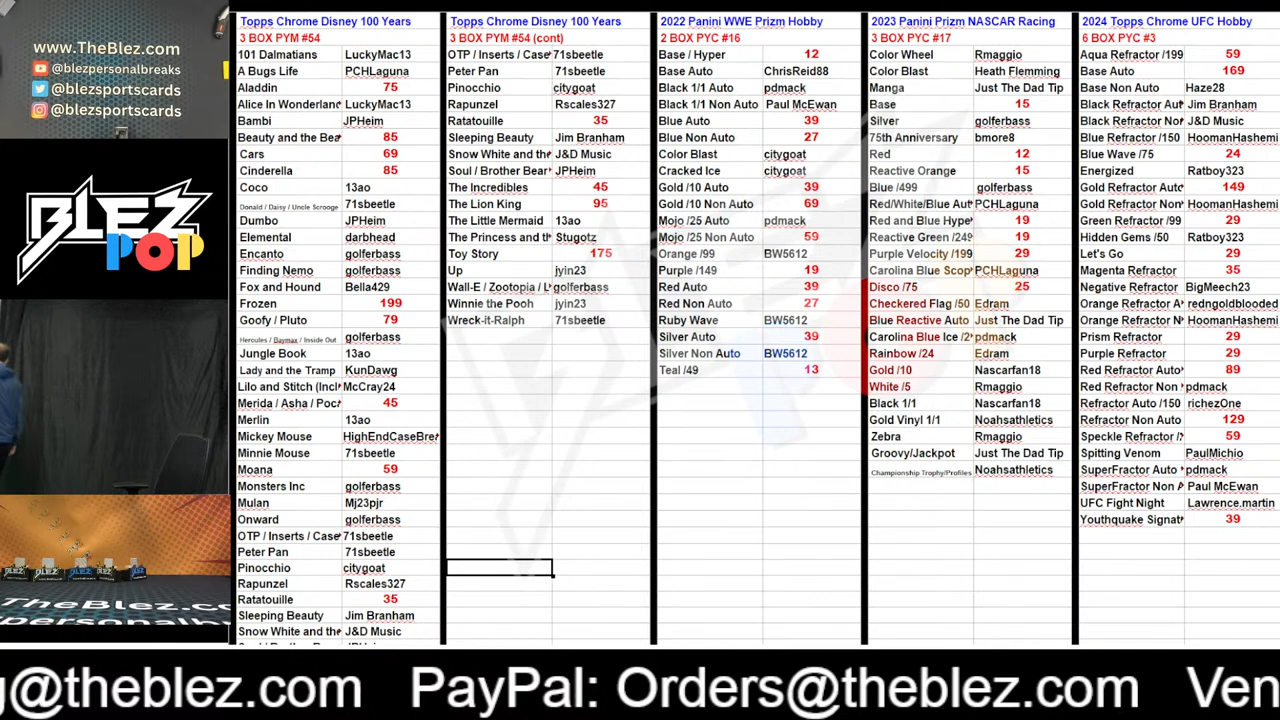 www.TheBlez.com
@blezpersonalbreaks
@blezsportscards
BLEZ
POP
TheBlez.co
Topps Chrome Disney 100 Years
3 BOX PYM #54
101 Dalmatians LuckyMac13
A Bugs Life PCHLaguna
Aladdin 75
Alice In Wonderlan LuckyMac13
Bambi JPHeim
Beauty and the Bea 85
Cars 69
Cinderella 85
Coco 13ao
Donald / Daisy / Uncle Scrooge 71sbeetle
Dumbo JPHeim
Elemental darbhead
Encanto golferbass
Finding Nemo golferbass
Fox and Hound Bella429
Frozen 199
Goofy / Pluto 79
Hercules / Baymax / Inside Out golferbass
Jungle Book 13ao
Lady and the Tramp KunDawg
Lilo and Stitch (Incl McCray24
Merida / Asha / Poca 45
Merlin 13ao
Mickey Mouse HighEndCaseBre
Minnie Mouse 71sbeetle
Moana 59
Monsters Inc golferbass
Mulan Mj23pjr
Onward golferbass
OTP / Inserts / Case 71sbeetle
Peter Pan 71sbeetle
Pinocchio citygoat
Rapunzel Rscales327
Ratatouille 35
Sleeping Beauty Jim Branham
Snow White and the J&D Music
Topps Chrome Disney 100 Years
3 BOX PYM #54 (cont)
OTP / Inserts / Case 71sbeetle
Peter Pan 71sbeetle
Pinocchio citygoat
Rapunzel Rscales327
Ratatouille 35
Sleeping Beauty Jim Branham
Snow White and the J&D Music
Soul / Brother Bear JPHeim
The Incredibles 45
The Lion King 95
The Little Mermaid 13ao
The Princess and th Stugotz
Toy Story 175
Up jyin23
Wall-E / Zootopia / L golferbass
Winnie the Pooh jyin23
Wreck-it-Ralph 71sbeetle
2022 Panini WWE Prizm Hobby
2 BOX PYC #16
Base / Hyper 12
Base Auto ChrisReid88
Black 1/1 Auto pdmack
Black 1/1 Non Auto Paul McEwan
Blue Auto 39
Blue Non Auto 27
Color Blast citygoat
Cracked Ice citygoat
Gold /10 Auto 39
Gold /10 Non Auto 69
Mojo /25 Auto pdmack
Mojo /25 Non Auto 59
Orange /99 BW5612
Purple /149 19
Red Auto 39
Red Non Auto 27
Ruby Wave BW5612
Silver Auto 39
Silver Non Auto BW5612
Teal /49 13
2023 Panini Prizm NASCAR Racing
3 BOX PYC #17
Color Wheel Rmaggio
Color Blast Heath Flemming
Manga Just The Dad Tip
Base 15
Silver golferbass
75th Anniversary bmore8
Red 12
Reactive Orange 15
Blue /499 golferbass
Red/White/Blue Aut PCHLaguna
Red and Blue Hype 19
Reactive Green /249 19
Purple Velocity /199 29
Carolina Blue Scop PCHLaguna
Disco /75 25
Checkered Flag /50 Edram
Blue Reactive Auto Just The Dad Tip
Carolina Blue Ice /2 pdmack
Rainbow /24 Edram
Gold /10 Nascarfan18
White /5 Rmaggio
Black 1/1 Nascarfan18
Gold Vinyl 1/1 Noahsathletics
Zebra Rmaggio
Groovy/Jackpot Just The Dad Tip
Championship Trophy/Profiles Noahsathletics
2024 Topps Chrome UFC Hobby
6 BOX PYC #3
Aqua Refractor /199 59
Base Auto 169
Base Non Auto Haze28
Black Refractor Aut Jim Branham
Black Refractor No J&D Music
Blue Refractor /150 HoomanHashemi
Blue Wave /75 24
Energized Ratboy323
Gold Refractor Aut 149
Gold Refractor Non HoomanHashemi
Green Refractor /99 29
Hidden Gems /50 Ratboy323
Let's Go 29
Magenta Refractor 35
Negative Refractor BigMeech23
Orange Refractor A redngoldblooded
Orange Refractor N HoomanHashemi
Prism Refractor 29
Purple Refractor 29
Red Refractor Auto 89
Red Refractor Non pdmack
Refractor Auto /150 richezOne
Refractor Non Auto 129
Speckle Refractor / 59
Spitting Venom PaulMichio
SuperFractor Auto pdmack
SuperFractor Non A Paul McEwan
UFC Fight Night Lawrence.martin
Youthquake Signat 39
g@theblez.com PayPal: Orders@theblez.com Ven